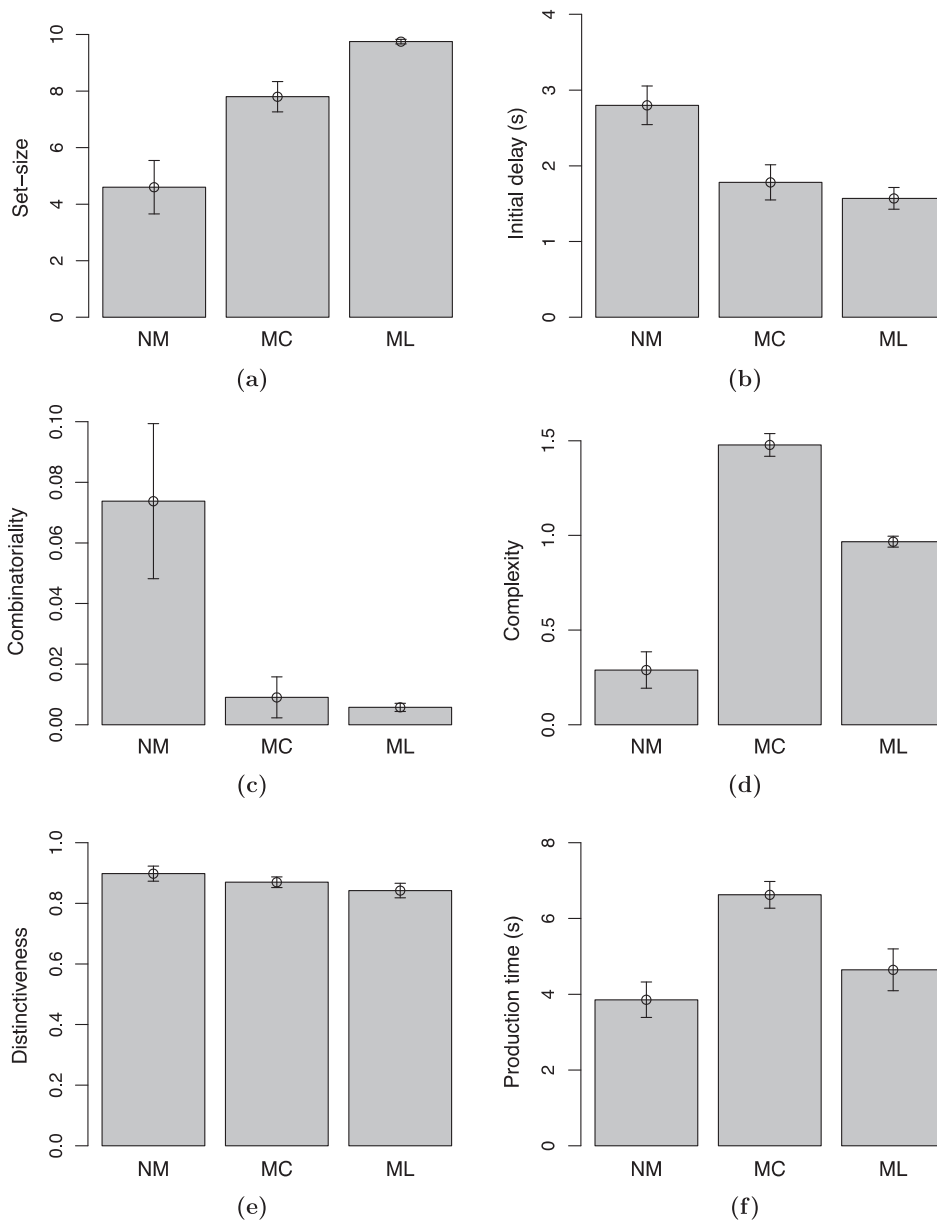 Set−size
10
8
6
4
2
0
NM MC ML
(a)
Initial delay (s)
4
3
2
1
0
NM MC ML
(b)
Combinatoriality
0.10
0.08
0.06
0.04
0.02
0.00
NM MC ML
(c)
Complexity
1.5
1.0
0.5
0.0
NM MC ML
(d)
Distinctiveness
1.0
0.8
0.6
0.4
0.2
0.0
NM MC ML
(e)
Production time (s)
8
6
4
2
0
NM MC ML
(f)